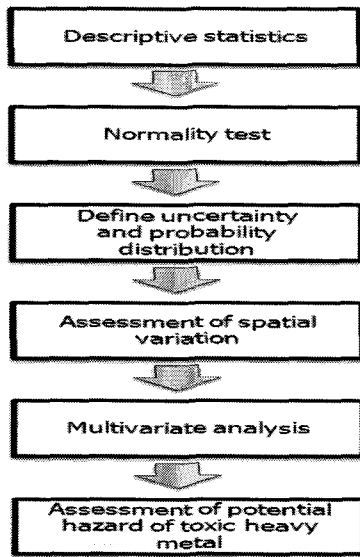 Descriptive statistics
Normality test
Define uncertainty
and probability
distribution
Assessment of spatial
variation
Multivariate analysis
Assessment of potential
hazard of toxic heavy
metal